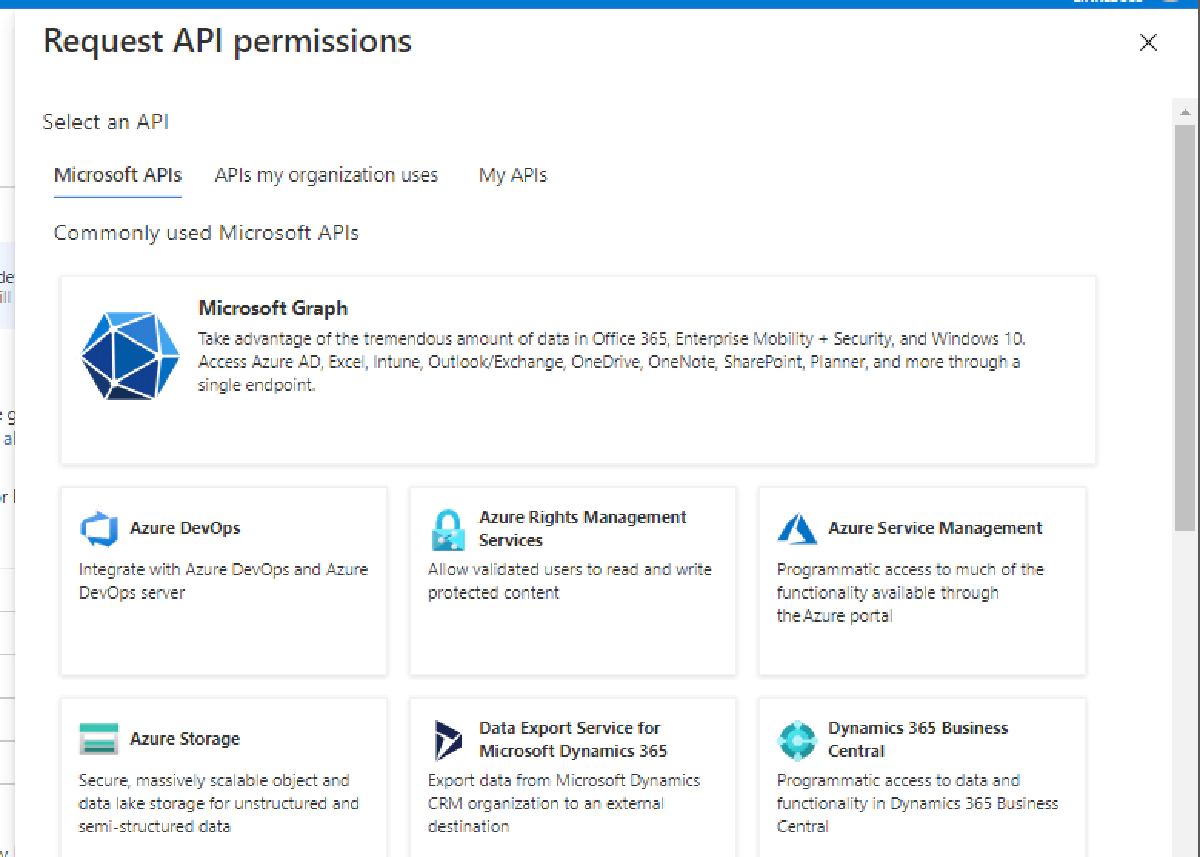 Request API permissions
Select an API
Microsoft APIs
APIs my organization uses
My APIs
Commonly used Microsoft APIs
Microsoft Graph
Take advantage of the tremendous amount of data in Office 365, Enterprise Mobility + Security, and Windows 10.
Access Azure AD, Excel, Intune, Outlook/Exchange, OneDrive, OneNote, SharePoint, Planner, and more through a
single endpoint.
Azure DevOps
Integrate with Azure DevOps and Azure
DevOps server
Azure Rights Management
Services
Allow validated users to read and write
protected content
Azure Service Management
Programmatic access to much of the
functionality available through
the Azure portal
Azure Storage
Secure, massively scalable object and
data lake storage for unstructured and
semi-structured data
Data Export Service for
Microsoft Dynamics 365
Export data from Microsoft Dynamics
CRM organization to an external
destination
Dynamics 365 Business
Central
Programmatic access to data and
functionality in Dynamics 365 Business
Central